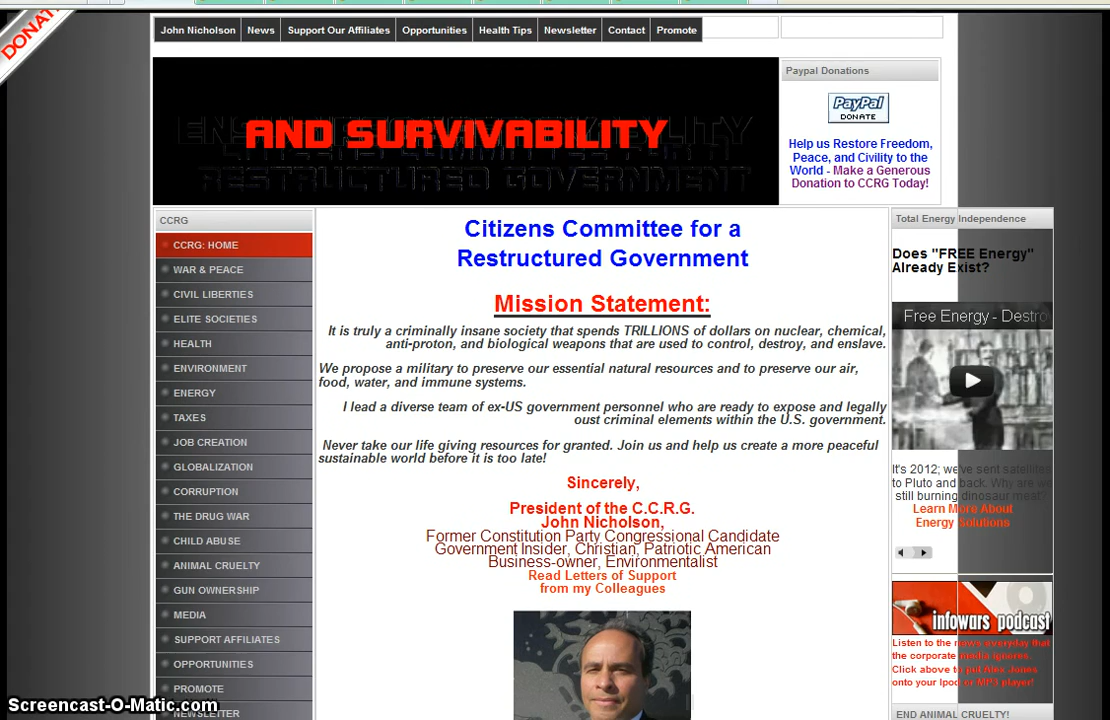 DONATE
John Nicholson News Support Our Affiliates Opportunities Health Tips Newsletter Contact Promote
AND SURVIVABILITY
RESTRUCTURED GOVERNMENT
Paypal Donations
PayPal
DONATE
Help us Restore Freedom,
Peace, and Civility to the
World - Make a Generous
Donation to CCRG Today!
CCRG
CCRG: HOME
WAR & PEACE
CIVIL LIBERTIES
ELITE SOCIETIES
HEALTH
ENVIRONMENT
ENERGY
TAXES
JOB CREATION
GLOBALIZATION
CORRUPTION
THE DRUG WAR
CHILD ABUSE
ANIMAL CRUELTY
GUN OWNERSHIP
MEDIA
SUPPORT AFFILIATES
OPPORTUNITIES
PROMOTE
NEWSLETTER
Citizens Committee for a
Restructured Government
Mission Statement:
It is truly a criminally insane society that spends TRILLIONS of dollars on nuclear, chemical,
anti-proton, and biological weapons that are used to control, destroy, and enslave.
We propose a military to preserve our essential natural resources and to preserve our air,
food, water, and immune systems.
I lead a diverse team of ex-US government personnel who are ready to expose and legally
oust criminal elements within the U.S. government.
Never take our life giving resources for granted. Join us and help us create a more peaceful
sustainable world before it is too late!
Sincerely,
President of the C.C.R.G.
John Nicholson,
Former Constitution Party Congressional Candidate
Government Insider, Christian, Patriotic American
Business-owner, Environmentalist
Read Letters of Support
from my Colleagues
Total Energy Independence
Does "FREE Energy"
Already Exist?
Free Energy - Destro
It's 2012; we've sent satellites
to Pluto and back. Why are we
still burning dinosaur meat?
Learn More About
Energy Solutions
infowars podcast
Listen to the news everyday that
the corporate media ignores.
Click above to put Alex Jones
onto your Ipod or MP3 player!
END ANIMAL CRUELTY!
Screencast-O-Matic.com